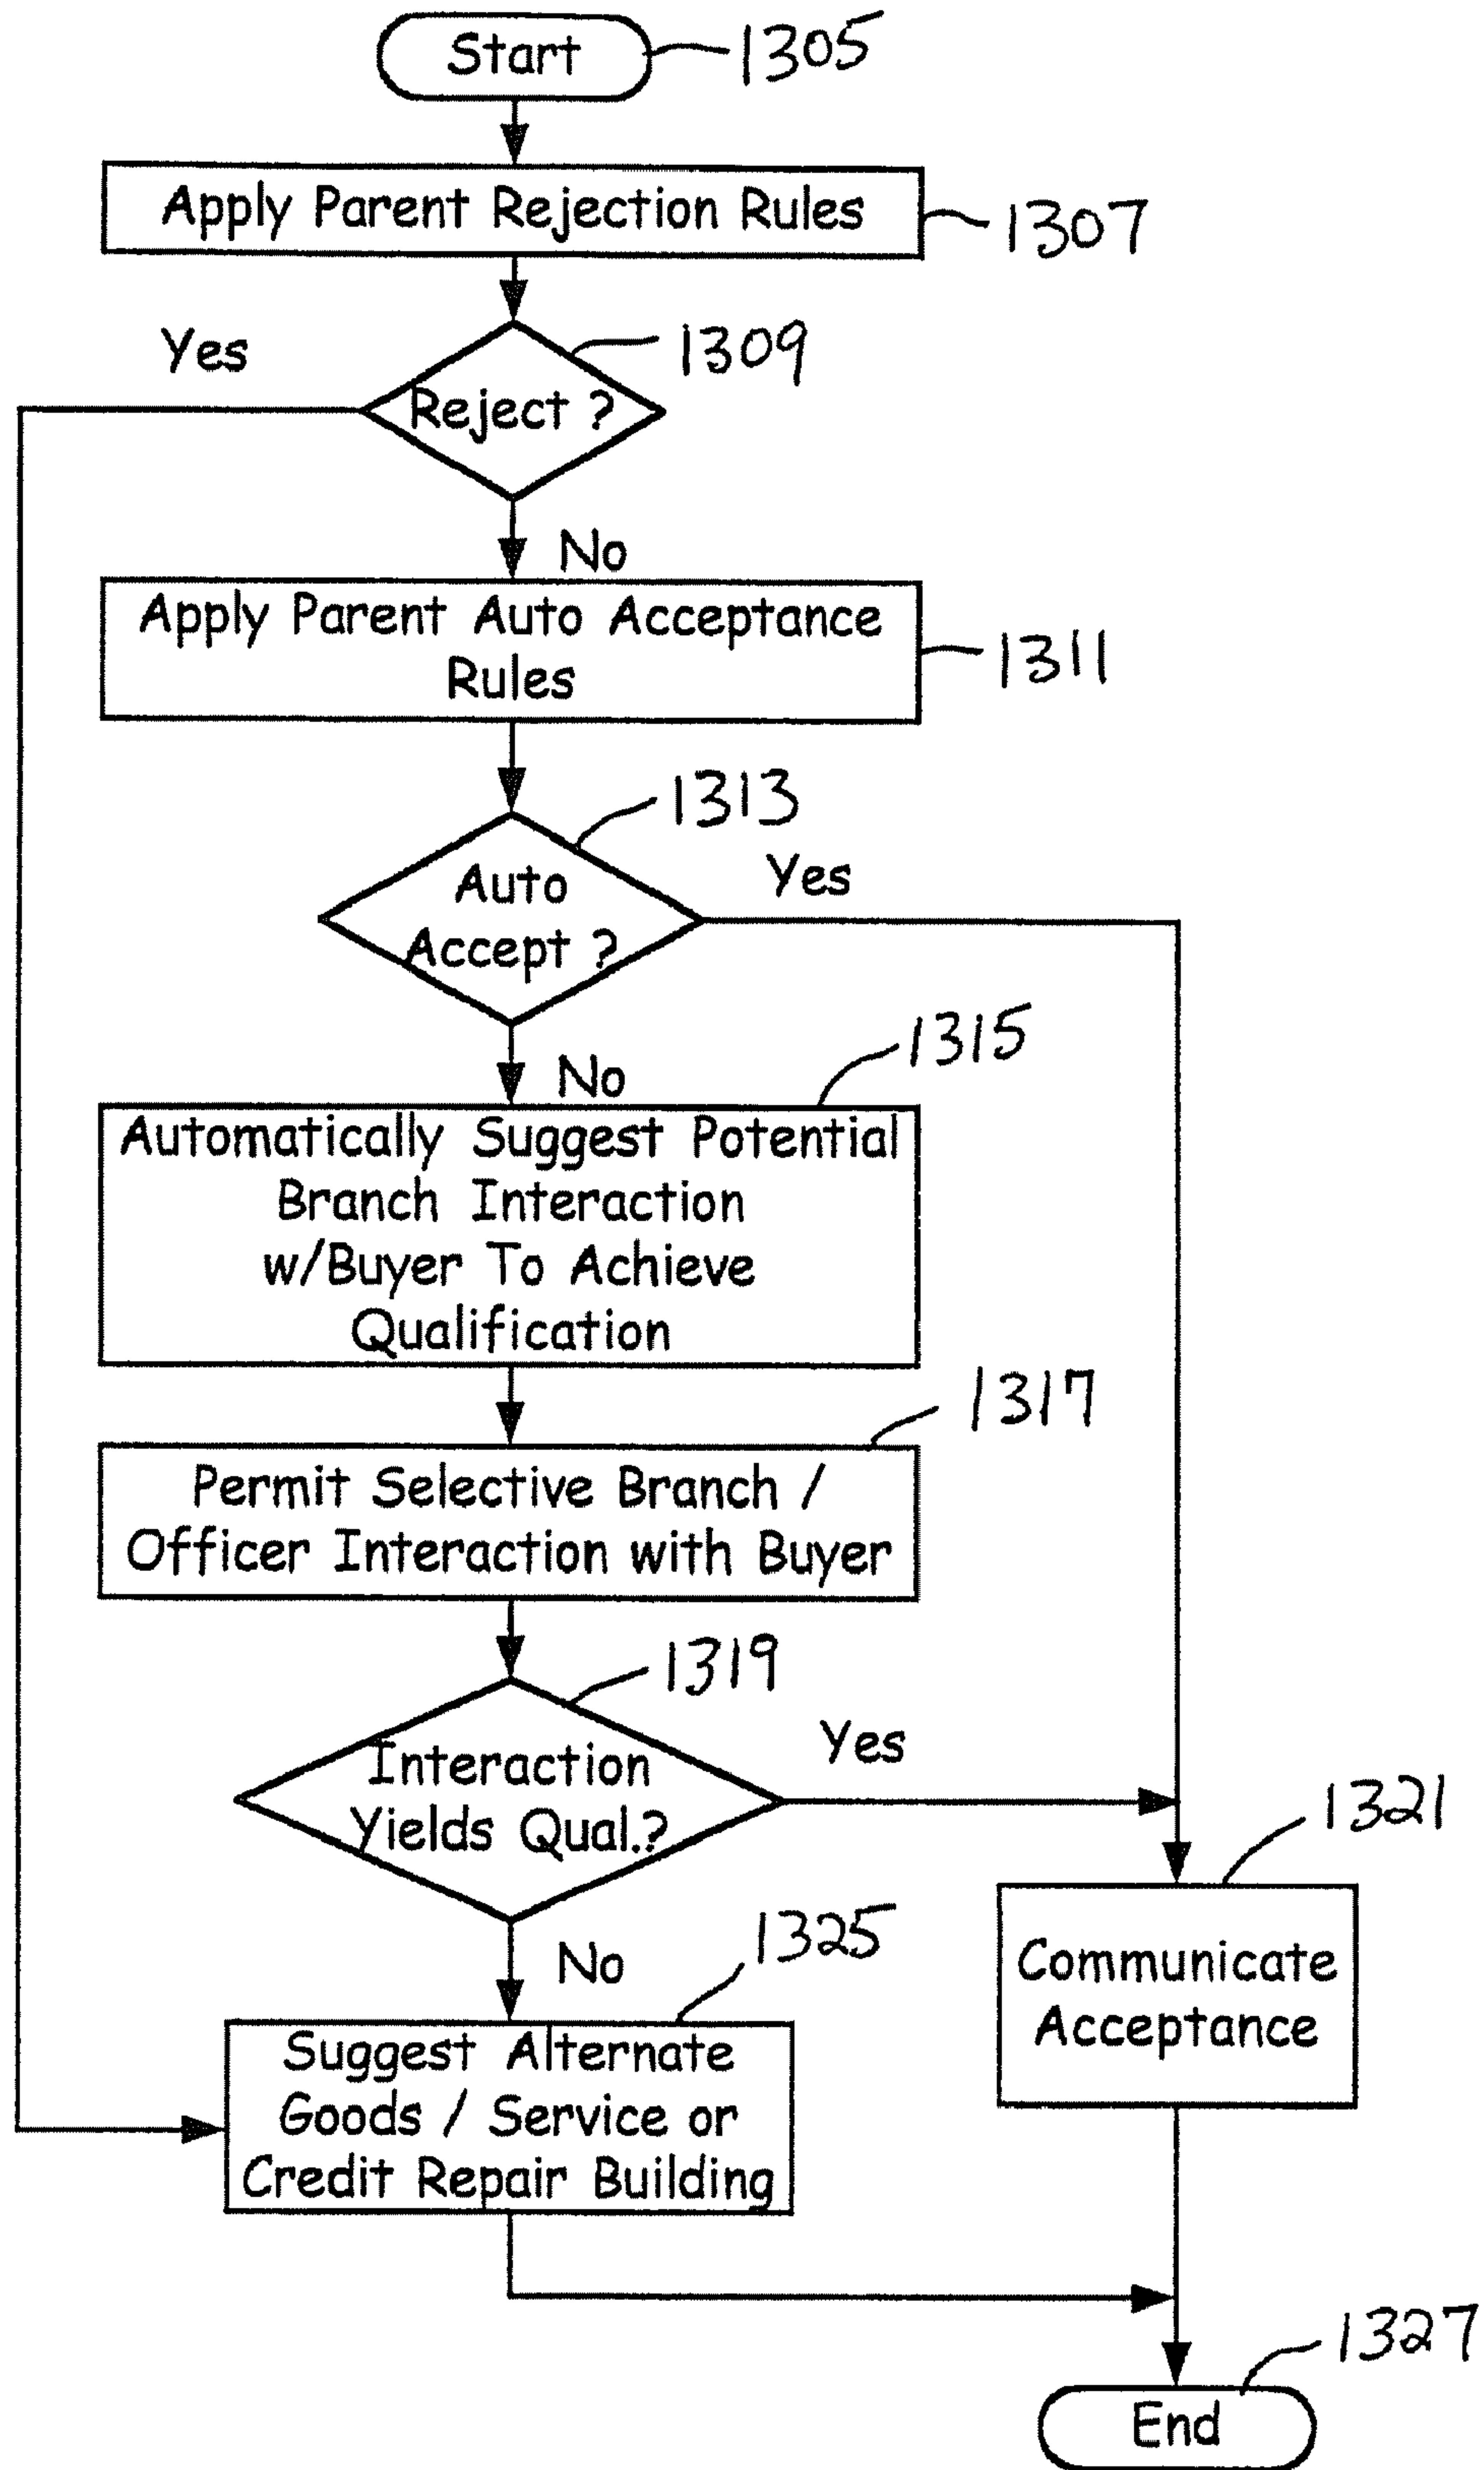 Start
1305
Apply Parent Rejection Rules
1307
Yes
1309
Reject ?
No
Apply Parent Auto Acceptance
Rules
1311
1313
Auto
Accept ?
Yes
No
1315
Automatically Suggest Potential
Branch Interaction
w/Buyer To Achieve
Qualification
1317
Permit Selective Branch /
Officer Interaction with Buyer
1319
Interaction
Yields Qual.?
Yes
1321
No
1325
Communicate
Acceptance
Suggest Alternate
Goods / Service or
Credit Repair Building
1327
End